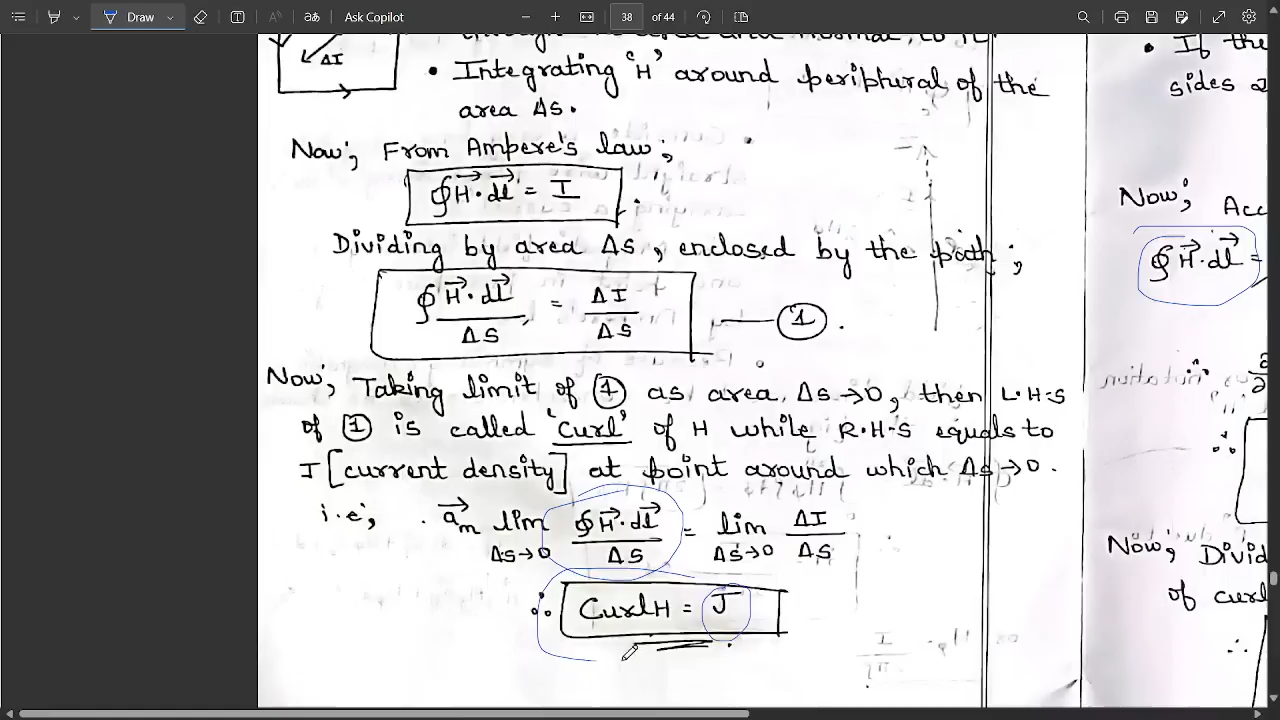 Draw
Ask Copilot
38 of 44
ΔI
• Integrating 'H' around periptural of the
area ΔS.
Now, From Ampere's law;
∮H⃗·dl⃗ = I.
Dividing by area ΔS, enclosed by the path;
∮H⃗·dl⃗ / ΔS = ΔI / ΔS — ①.
Now, Taking limit of ① as area ΔS→0, then L.H.S
of ① is called 'Curl' of H while R.H.S equals to
J [current density] at point around which ΔS→0.
i.e, . a⃗m lim ΔS→0 ∮H⃗·dl⃗ / ΔS = lim ΔS→0 ΔI / ΔS
∴ Curl H = J
• If the
sides
Now; Acc
∮H⃗·dl⃗ =
∴
Now, Divid
of curl
∴